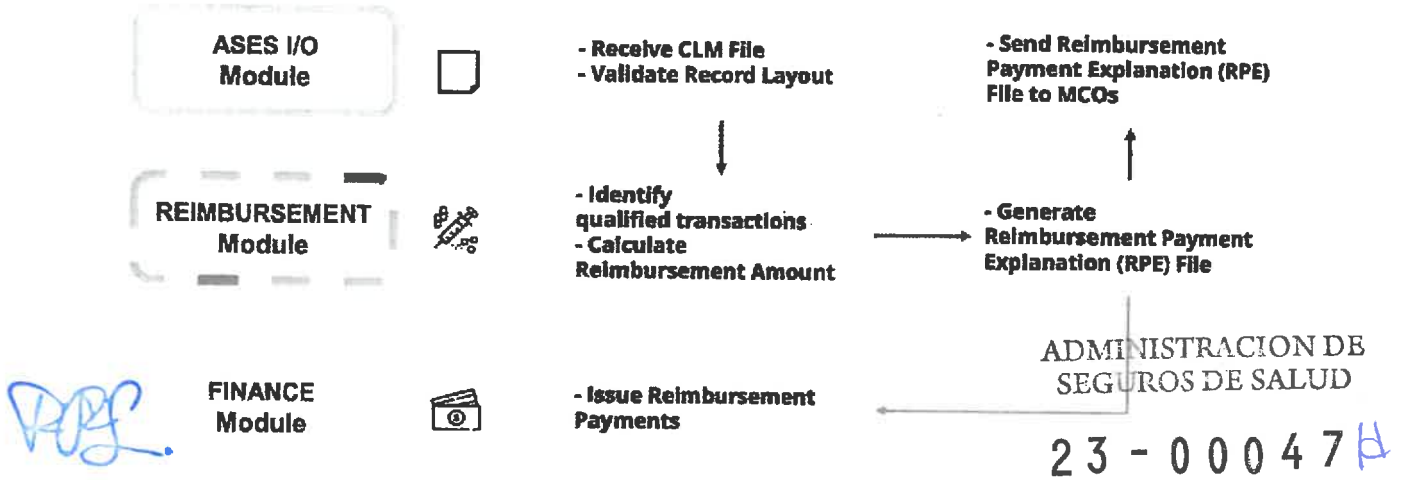 ASES I/O
Module
- Receive CLM File
- Validate Record Layout
- Send Reimbursement
Payment Explanation (RPE)
File to MCOs
REIMBURSEMENT
Module
- Identify
qualified transactions
- Calculate
Reimbursement Amount
- Generate
Reimbursement Payment
Explanation (RPE) File
FINANCE
Module
- Issue Reimbursement
Payments
ADMINISTRACION DE
SEGUROS DE SALUD
23-00047